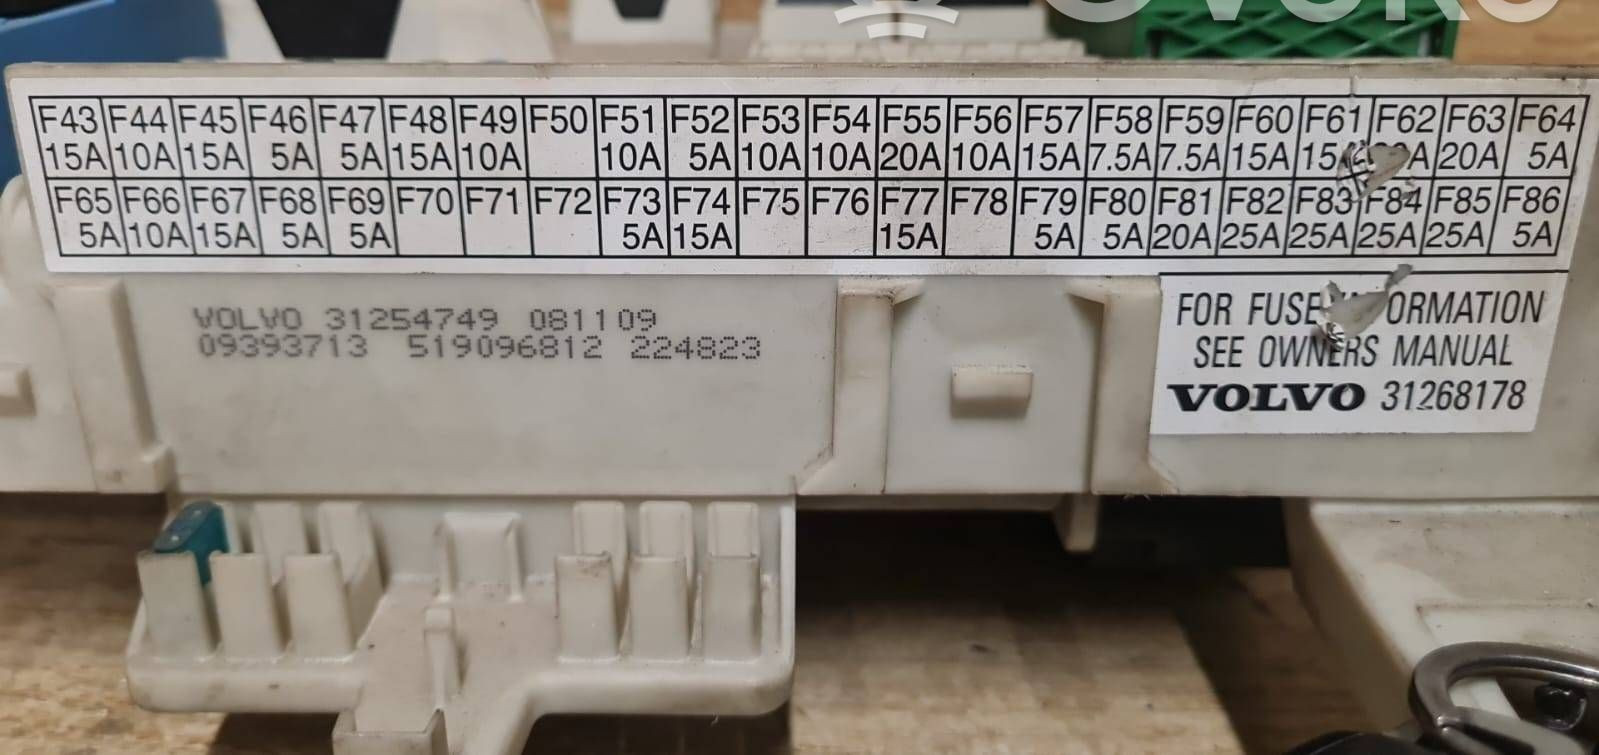 F43 F44 F45 F46 F47 F48 F49 F50 F51 F52 F53 F54 F55 F56 F57 F58 F59 F60 F61 F62 F63 F64
15A 10A 15A 5A 5A 15A 10A 10A 5A 10A 10A 20A 10A 15A 7.5A 7.5A 15A 20A 5A
F65 F66 F67 F68 F69 F70 F71 F72 F73 F74 F75 F76 F77 F78 F79 F80 F81 F82 F83 F84 F85 F86
5A 10A 15A 5A 5A 5A 15A 15A 5A 5A 20A 25A 25A 25A 25A 5A
VOLVO 31254749 081109
09393713 519096812 224823
FOR FUSE INFORMATION
SEE OWNERS MANUAL
VOLVO 31268178